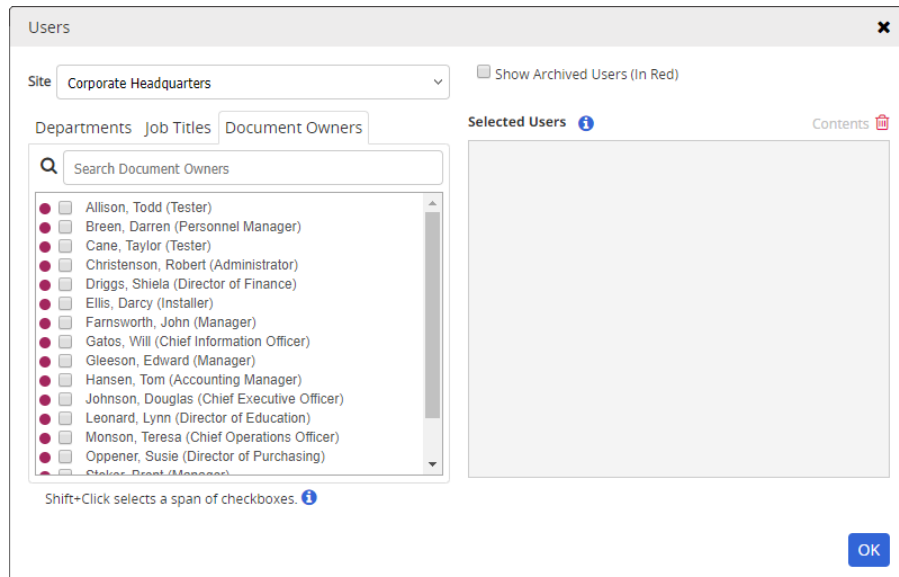 Users
Site Corporate Headquarters
Show Archived Users (In Red)
Departments Job Titles Document Owners
Selected Users
Contents
Search Document Owners
Allison, Todd (Tester)
Breen, Darren (Personnel Manager)
Cane, Taylor (Tester)
Christenson, Robert (Administrator)
Driggs, Shiela (Director of Finance)
Ellis, Darcy (Installer)
Farnsworth, John (Manager)
Gatos, Will (Chief Information Officer)
Gleeson, Edward (Manager)
Hansen, Tom (Accounting Manager)
Johnson, Douglas (Chief Executive Officer)
Leonard, Lynn (Director of Education)
Monson, Teresa (Chief Operations Officer)
Oppener, Susie (Director of Purchasing)
Shift+Click selects a span of checkboxes.
OK